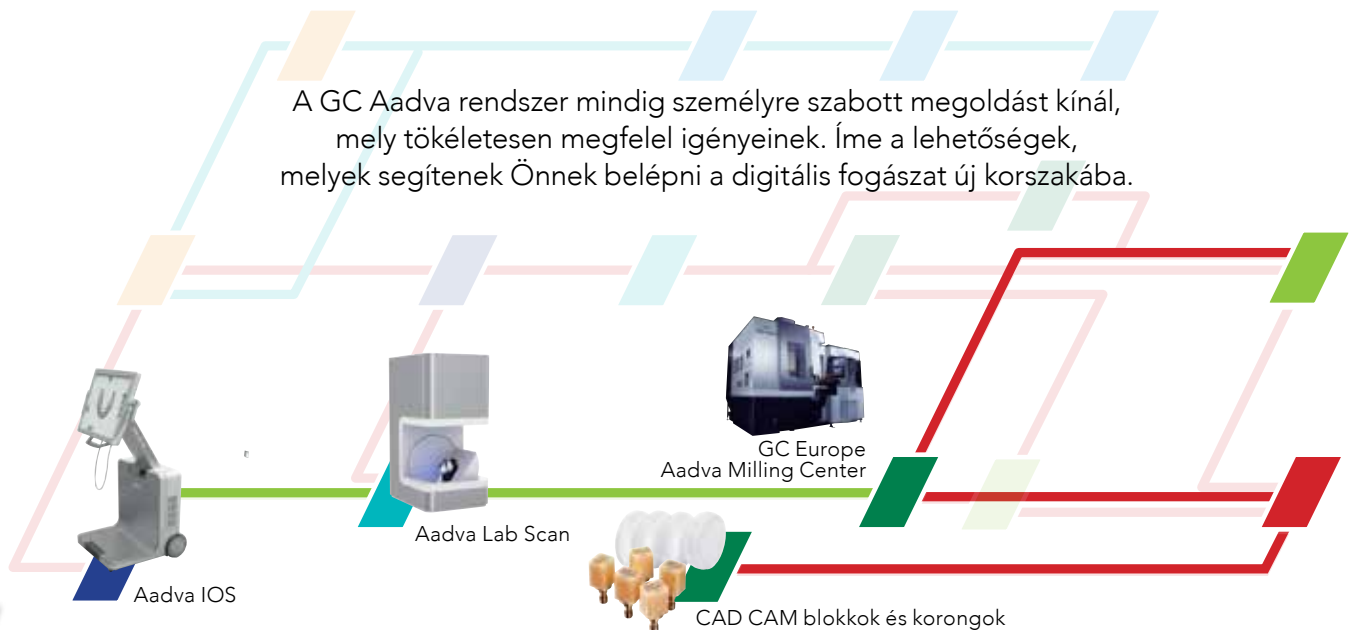 A GC Aadva rendszer mindig személyre szabott megoldást kínál,
mely tökéletesen megfelel igényeinek. Íme a lehetőségek,
melyek segítenek Önnek belépni a digitális fogászat új korszakába.
GC Europe
Aadva Milling Center
Aadva Lab Scan
Aadva IOS
CAD CAM blokkok és korongok